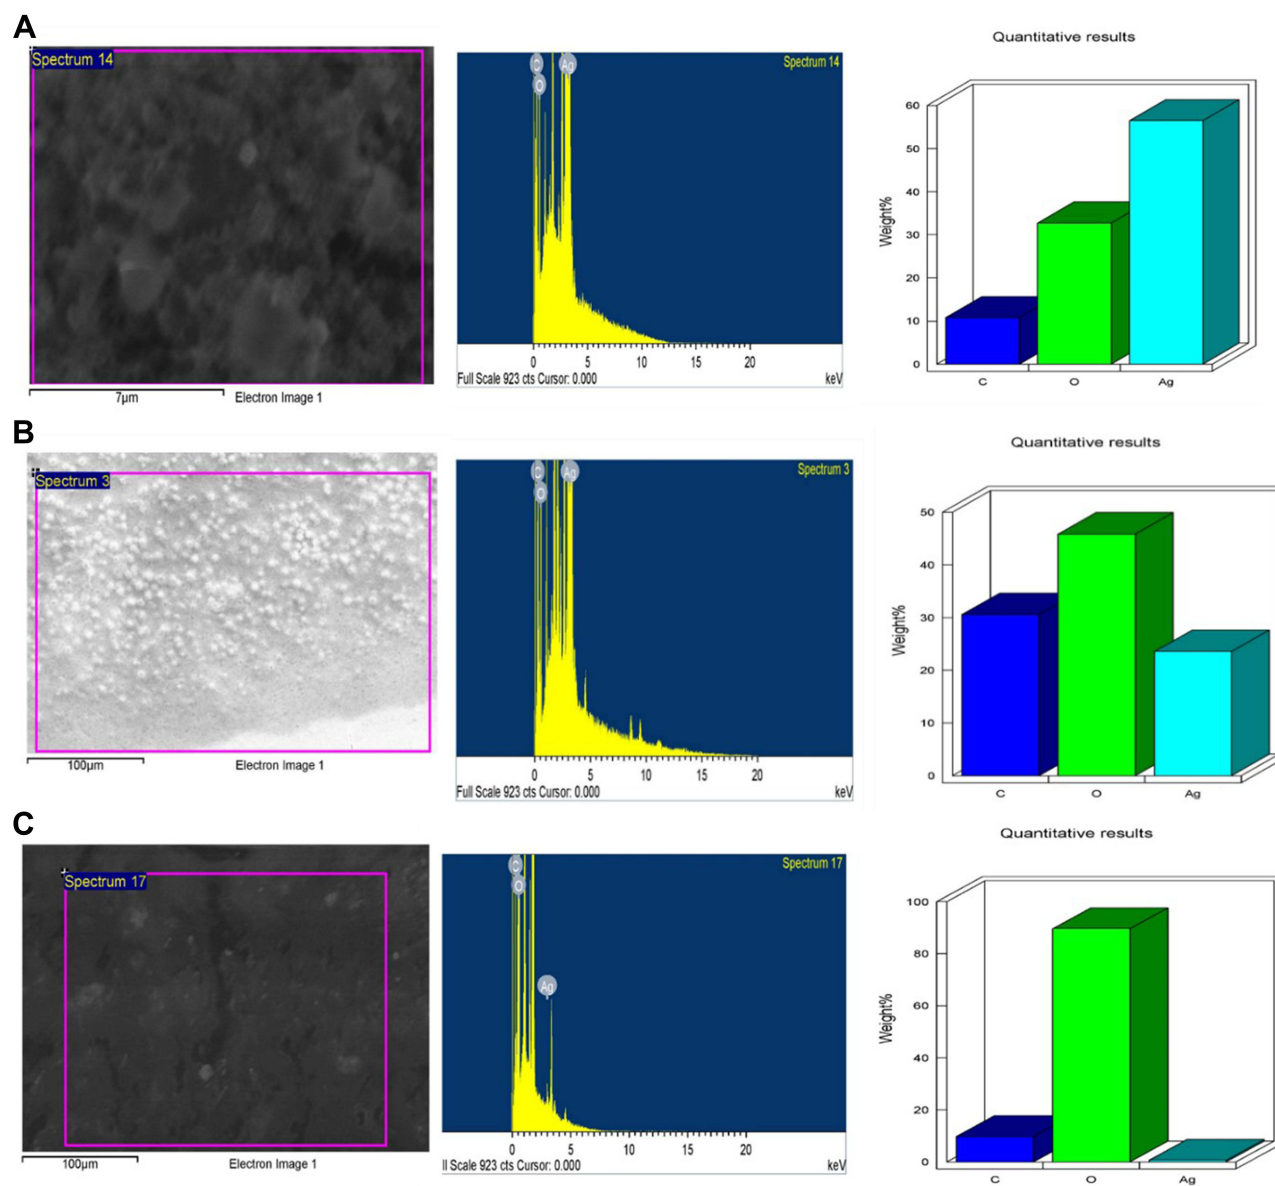 A
Spectrum 14
7µm
Electron Image 1
C
O
Ag
Spectrum 14
0 5 10 15 20
Full Scale 923 cts Cursor: 0.000 keV
Quantitative results
Weight%
60
50
40
30
20
10
0
C O Ag
B
Spectrum 3
100µm
Electron Image 1
C
O
Ag
Spectrum 3
0 5 10 15 20
Full Scale 923 cts Cursor: 0.000 keV
Quantitative results
Weight%
50
40
30
20
10
0
C O Ag
C
Spectrum 17
100µm
Electron Image 1
C
O
Ag
Spectrum 17
0 5 10 15 20
ll Scale 923 cts Cursor: 0.000 keV
Quantitative results
Weight%
100
80
60
40
20
0
C O Ag